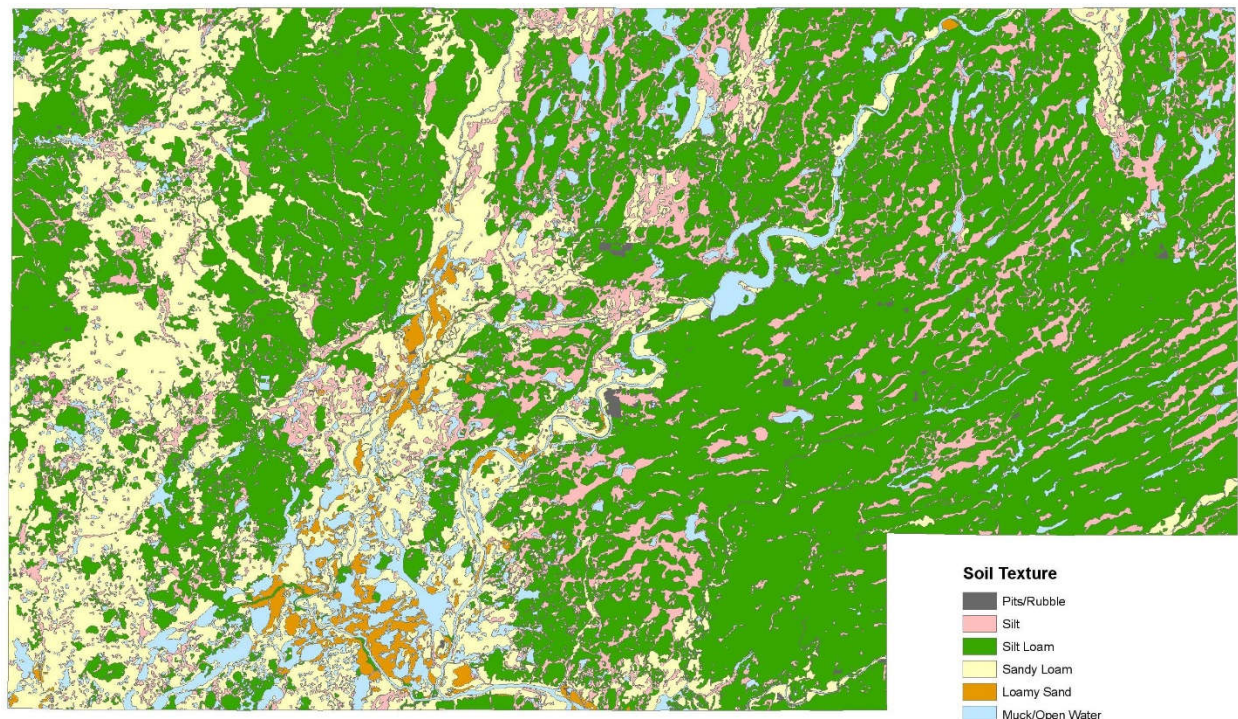 Soil Texture
Pits/Rubble
Silt
Silt Loam
Sandy Loam
Loamy Sand
Muck/Open Water